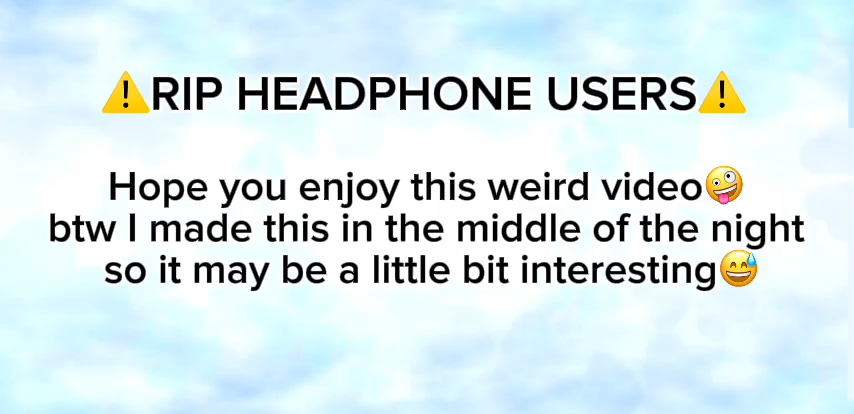 ⚠️RIP HEADPHONE USERS⚠️
Hope you enjoy this weird video🤪
btw I made this in the middle of the night
so it may be a little bit interesting😅